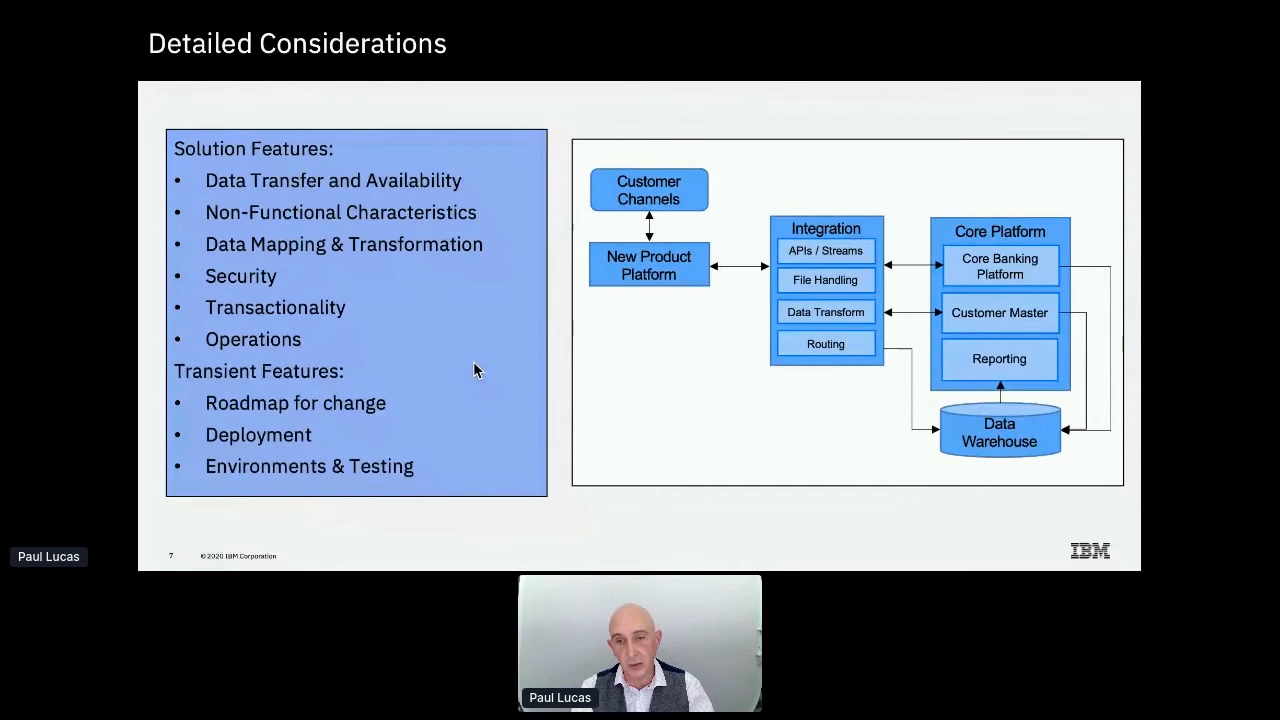 Detailed Considerations
Solution Features:
• Data Transfer and Availability
• Non-Functional Characteristics
• Data Mapping & Transformation
• Security
• Transactionality
• Operations
Transient Features:
• Roadmap for change
• Deployment
• Environments & Testing
Customer
Channels
New Product
Platform
Integration
APIs / Streams
File Handling
Data Transform
Routing
Core Platform
Core Banking
Platform
Customer Master
Reporting
Data
Warehouse
7
© 2020 IBM Corporation
IBM
Paul Lucas
Paul Lucas